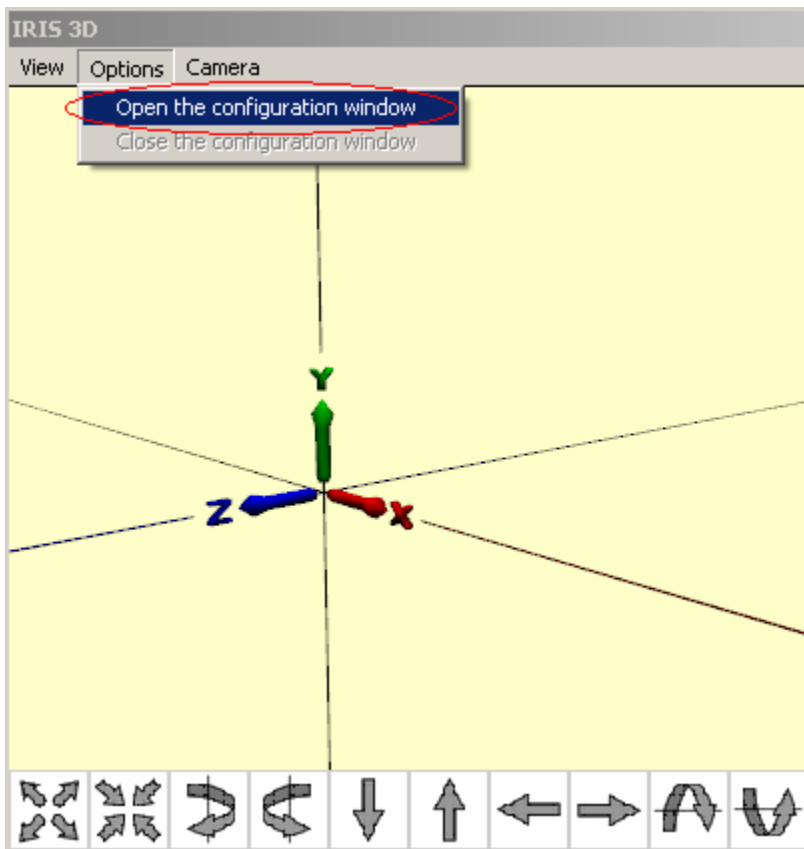 IRIS 3D
View Options Camera
Open the configuration window
Close the configuration window
Y
Z
X